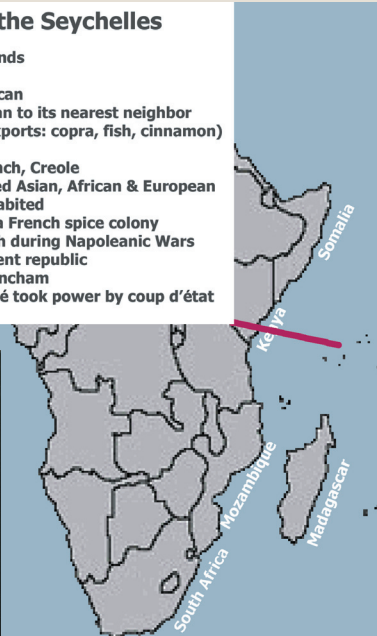 the Seychelles
nds
can
an to its nearest neighbor
xports: copra, fish, cinnamon)
nch, Creole
ed Asian, African & European
abited
n French spice colony
h during Napoleanic Wars
ent republic
ncham
é took power by coup d'état
Somalia
Kenya
Mozambique
Madagascar
South Africa